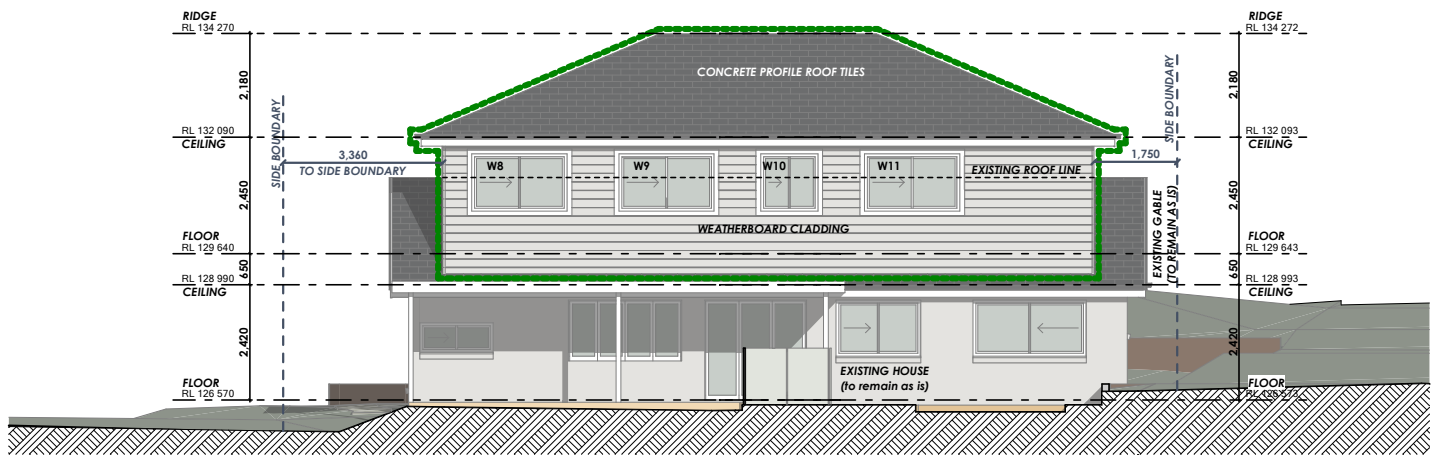 RIDGE
RL 134 270
2,180
RL 132 090
CEILING
SIDE BOUNDARY
3,360
TO SIDE BOUNDARY
2,450
FLOOR
RL 129 640
650
RL 128 990
CEILING
2,420
FLOOR
RL 126 570
CONCRETE PROFILE ROOF TILES
W8
W9
W10
W11
EXISTING ROOF LINE
WEATHERBOARD CLADDING
EXISTING HOUSE
(to remain as is)
RIDGE
RL 134 272
2,180
SIDE BOUNDARY
RL 132 093
CEILING
1,750
2,450
EXISTING GABLE
(TO REMAIN AS IS)
FLOOR
RL 129 643
650
RL 128 993
CEILING
2,420
FLOOR
RL 126 573